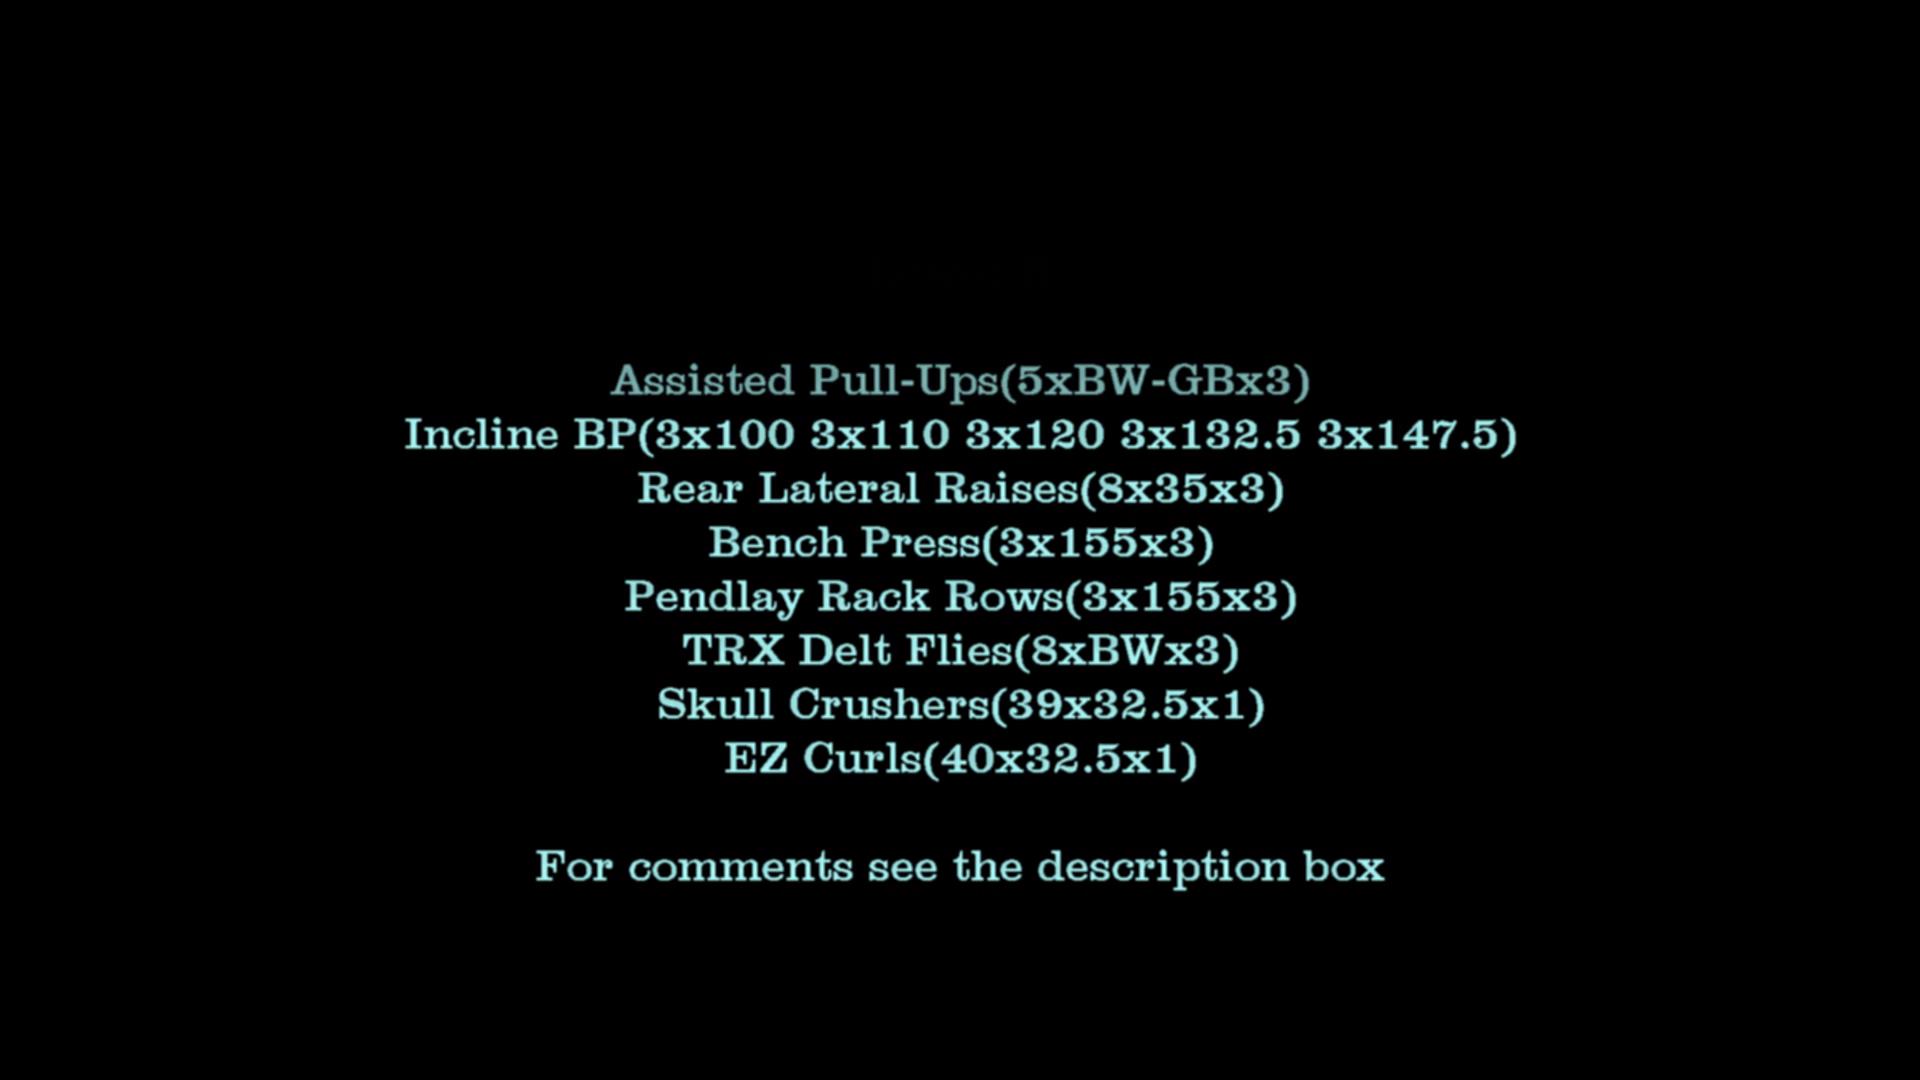 Assisted Pull-Ups(5xBW-GBx3)
Incline BP(3x100 3x110 3x120 3x132.5 3x147.5)
Rear Lateral Raises(8x35x3)
Bench Press(3x155x3)
Pendlay Rack Rows(3x155x3)
TRX Delt Flies(8xBWx3)
Skull Crushers(39x32.5x1)
EZ Curls(40x32.5x1)
For comments see the description box